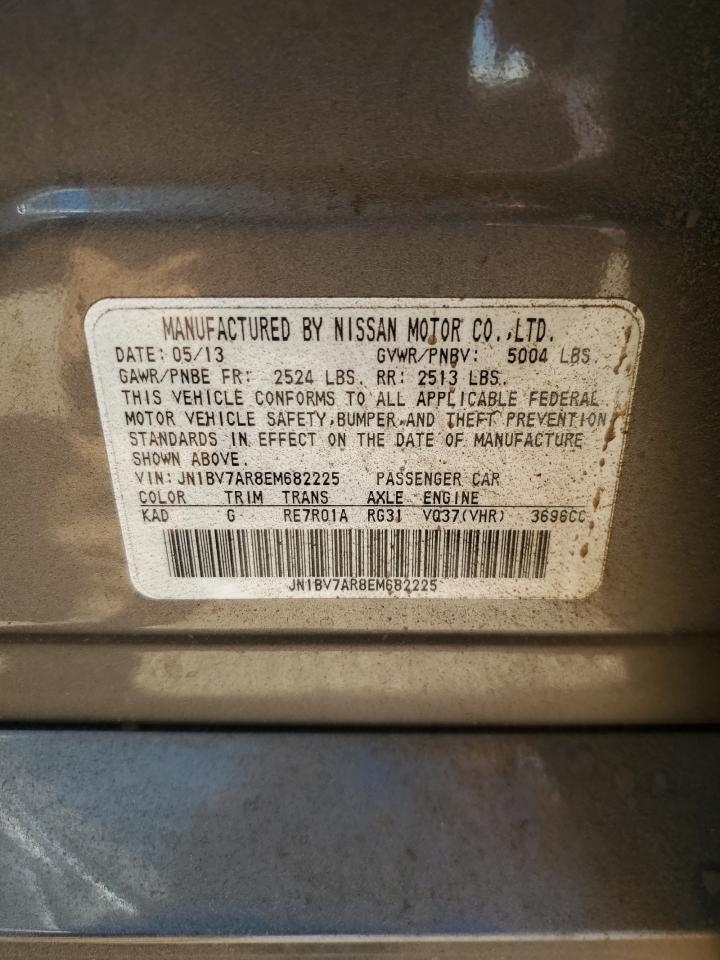 MANUFACTURED BY NISSAN MOTOR CO.,LTD.
DATE: 05/13 GVWR/PNBV: 5004 LBS.
GAWR/PNBE FR: 2524 LBS. RR: 2513 LBS.
THIS VEHICLE CONFORMS TO ALL APPLICABLE FEDERAL
MOTOR VEHICLE SAFETY,BUMPER,AND THEFT PREVENTION
STANDARDS IN EFFECT ON THE DATE OF MANUFACTURE
SHOWN ABOVE.
VIN: JN1BV7AR8EM682225 PASSENGER CAR
COLOR TRIM TRANS AXLE ENGINE
KAD G RE7R01A RG31 VQ37(VHR) 3696CC
JN1BV7AR8EM682225